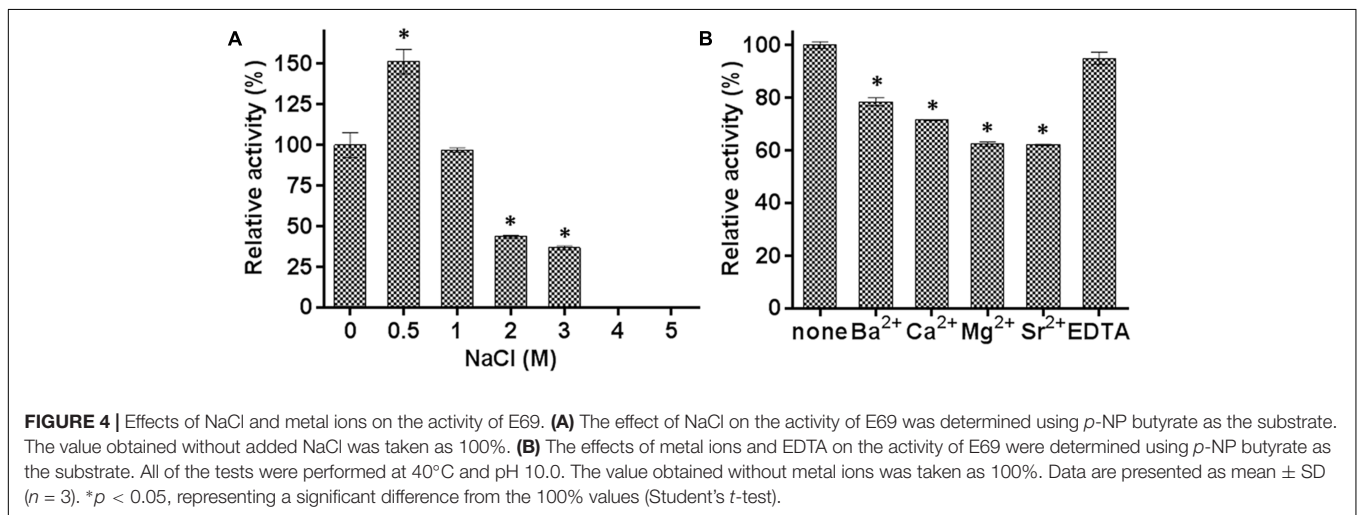 A
Relative activity (%)
150
125
100
75
50
25
0
*
*
*
0 0.5 1 2 3 4 5
NaCl (M)
B
Relative activity (%)
100
80
60
40
20
0
*
*
*
*
none Ba²⁺ Ca²⁺ Mg²⁺ Sr²⁺ EDTA
FIGURE 4 | Effects of NaCl and metal ions on the activity of E69. (A) The effect of NaCl on the activity of E69 was determined using p-NP butyrate as the substrate.
The value obtained without added NaCl was taken as 100%. (B) The effects of metal ions and EDTA on the activity of E69 were determined using p-NP butyrate as
the substrate. All of the tests were performed at 40°C and pH 10.0. The value obtained without metal ions was taken as 100%. Data are presented as mean ± SD
(n = 3). *p < 0.05, representing a significant difference from the 100% values (Student's t-test).